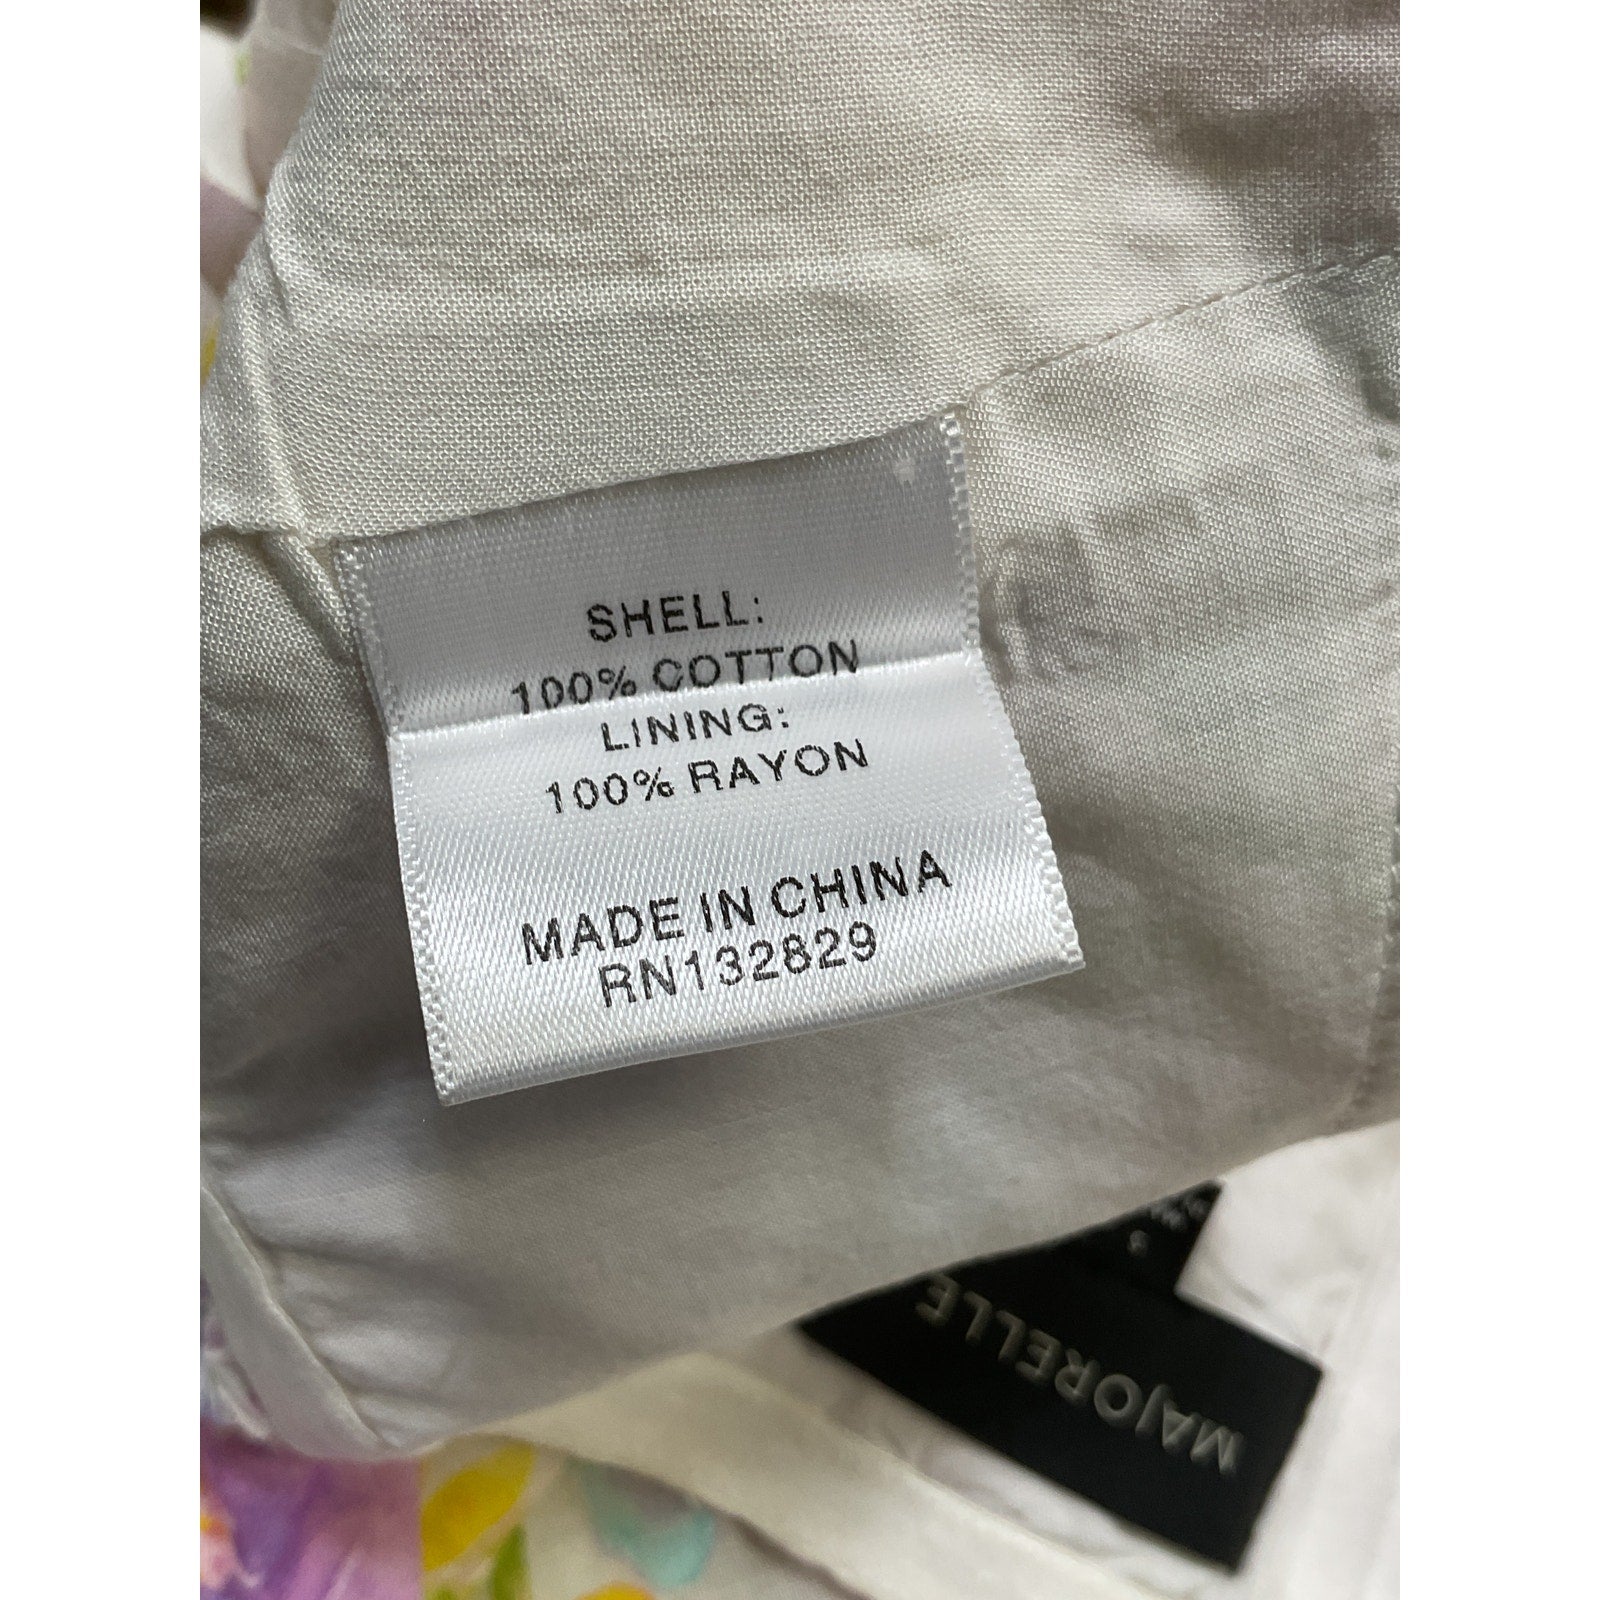 SHELL:
100% COTTON
LINING:
100% RAYON
MADE IN CHINA
RN132829
MAJORELLE